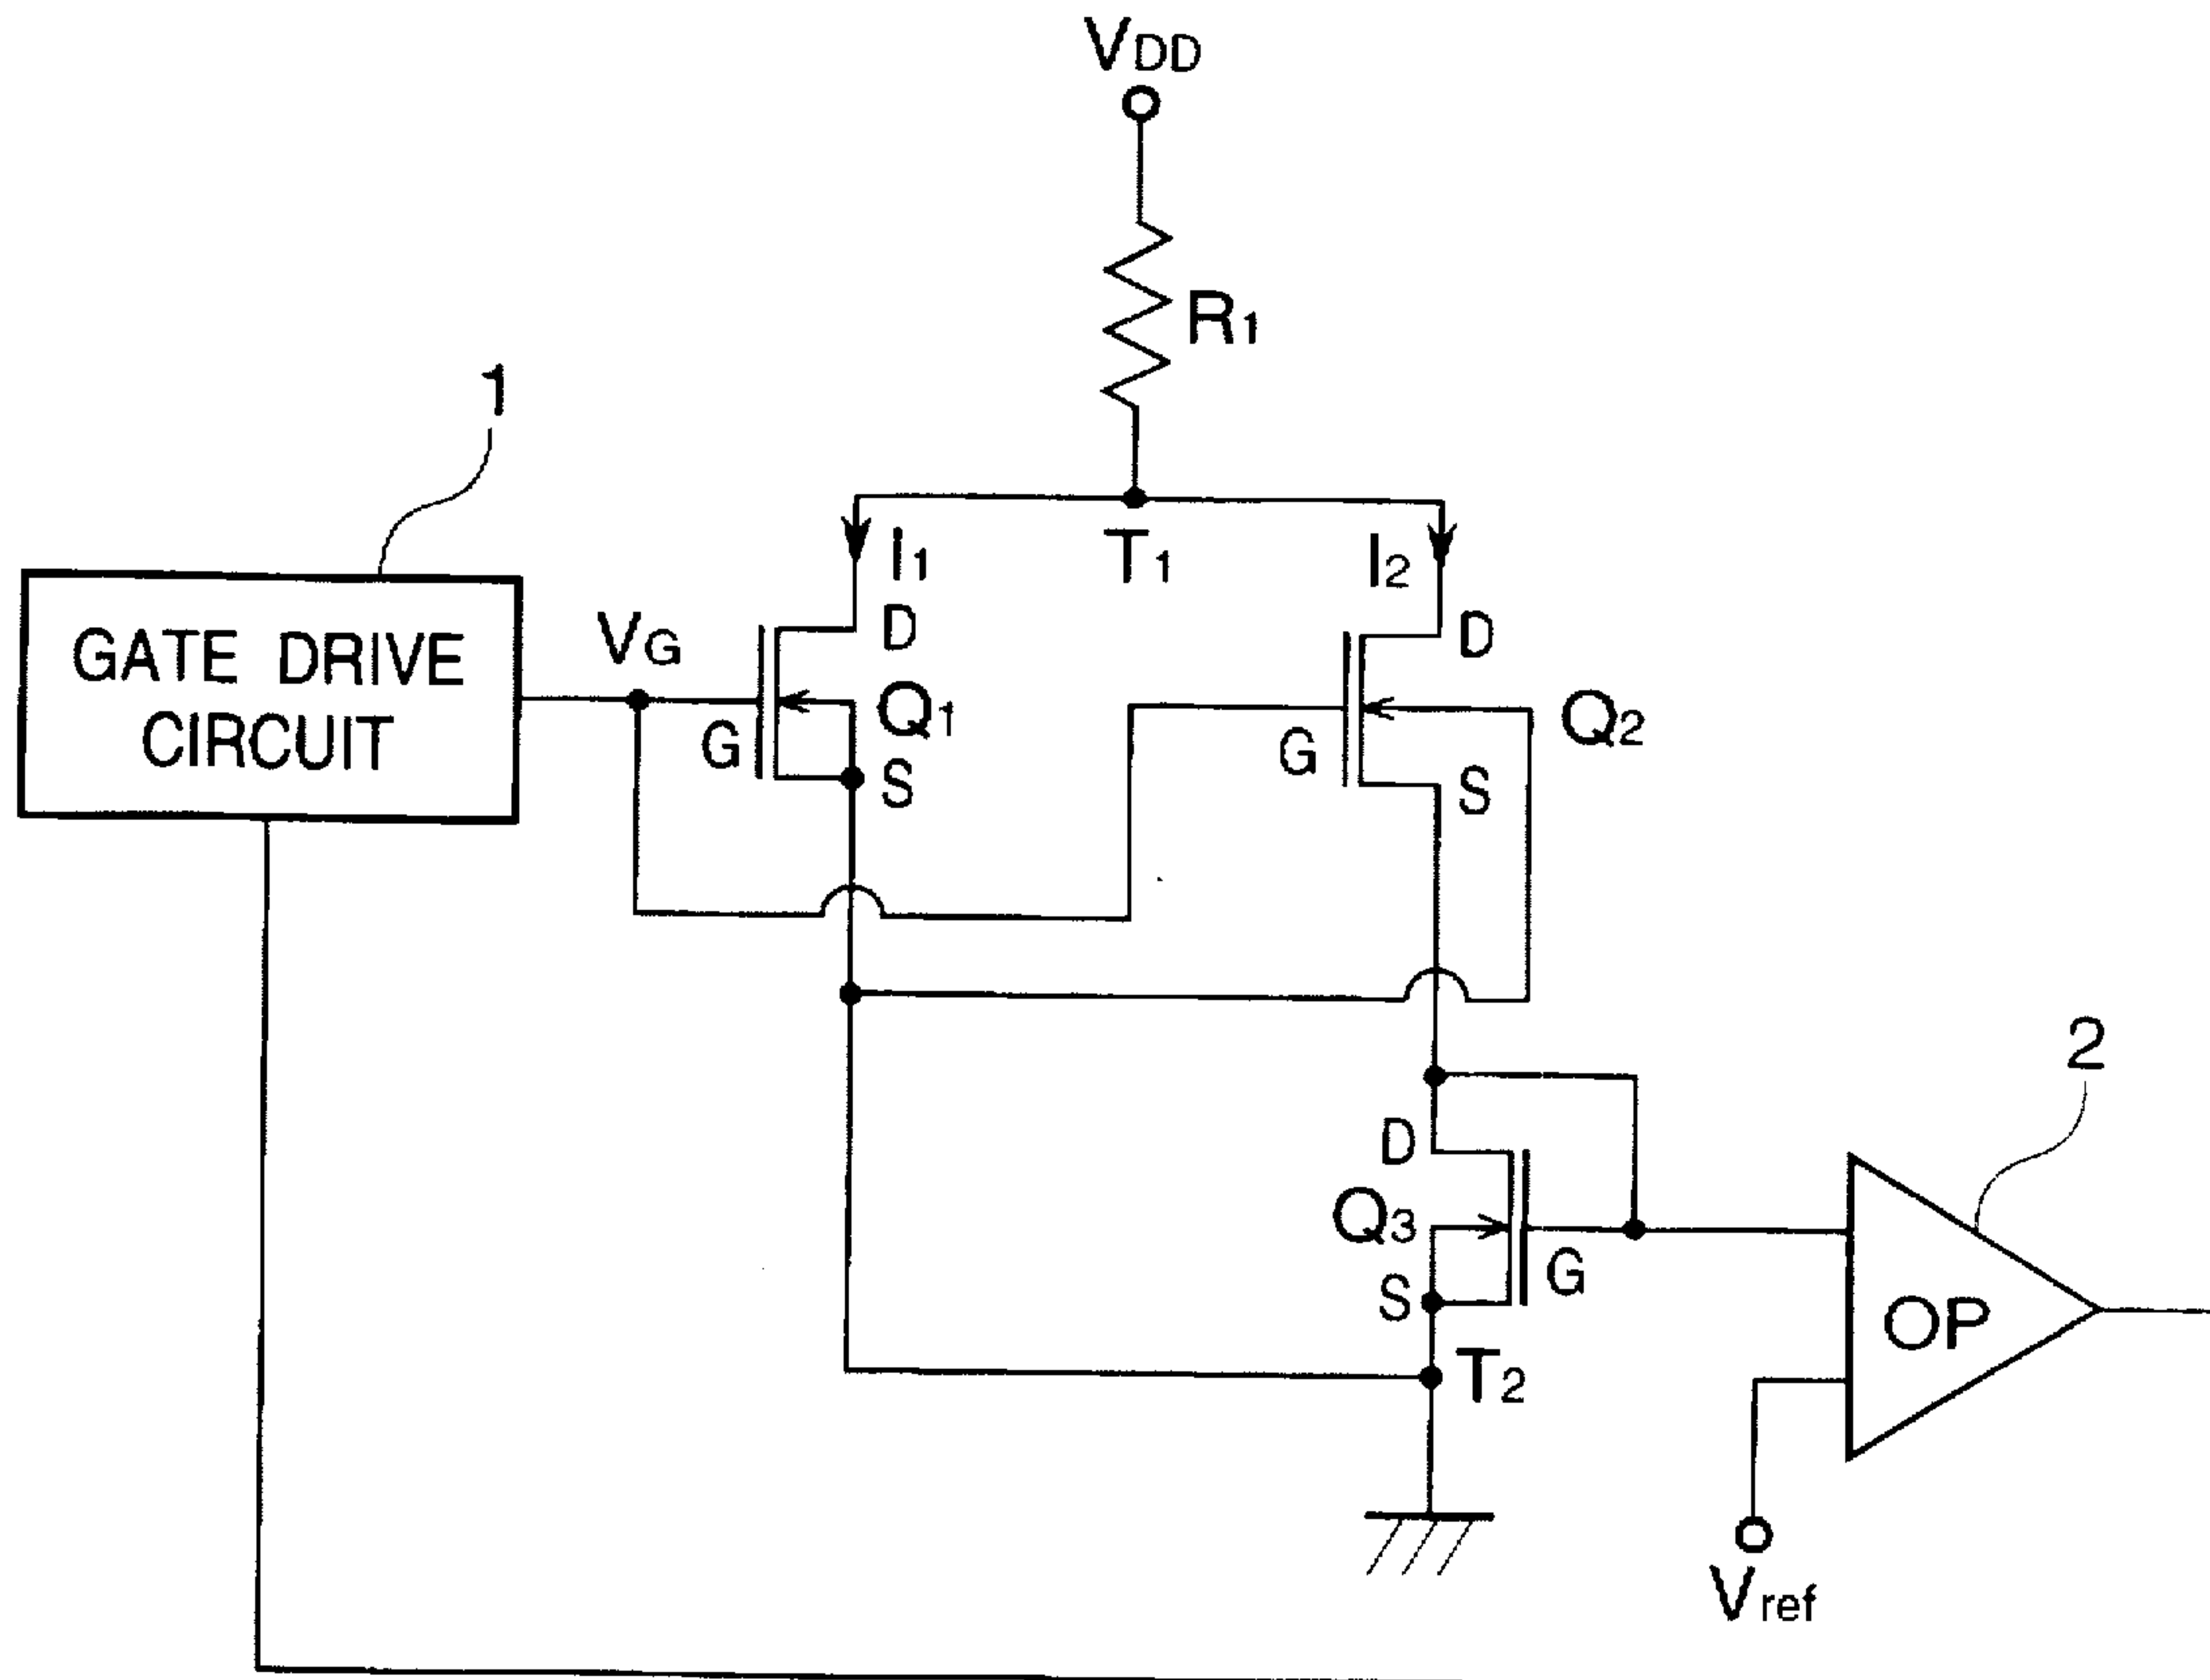 VDD
R1
1
T1
I1
I2
GATE DRIVE
CIRCUIT
VG
D
D
Q1
Q2
G
G
S
S
2
D
Q3
G
S
OP
T2
Vref